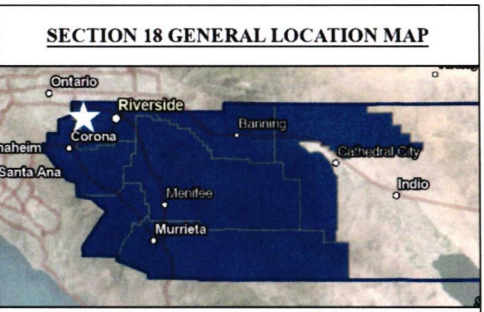 SECTION 18 GENERAL LOCATION MAP
Ontario
Riverside
Banning
Corona
naheim
Cathedral City
Santa Ana
Indio
Menifee
Murrieta